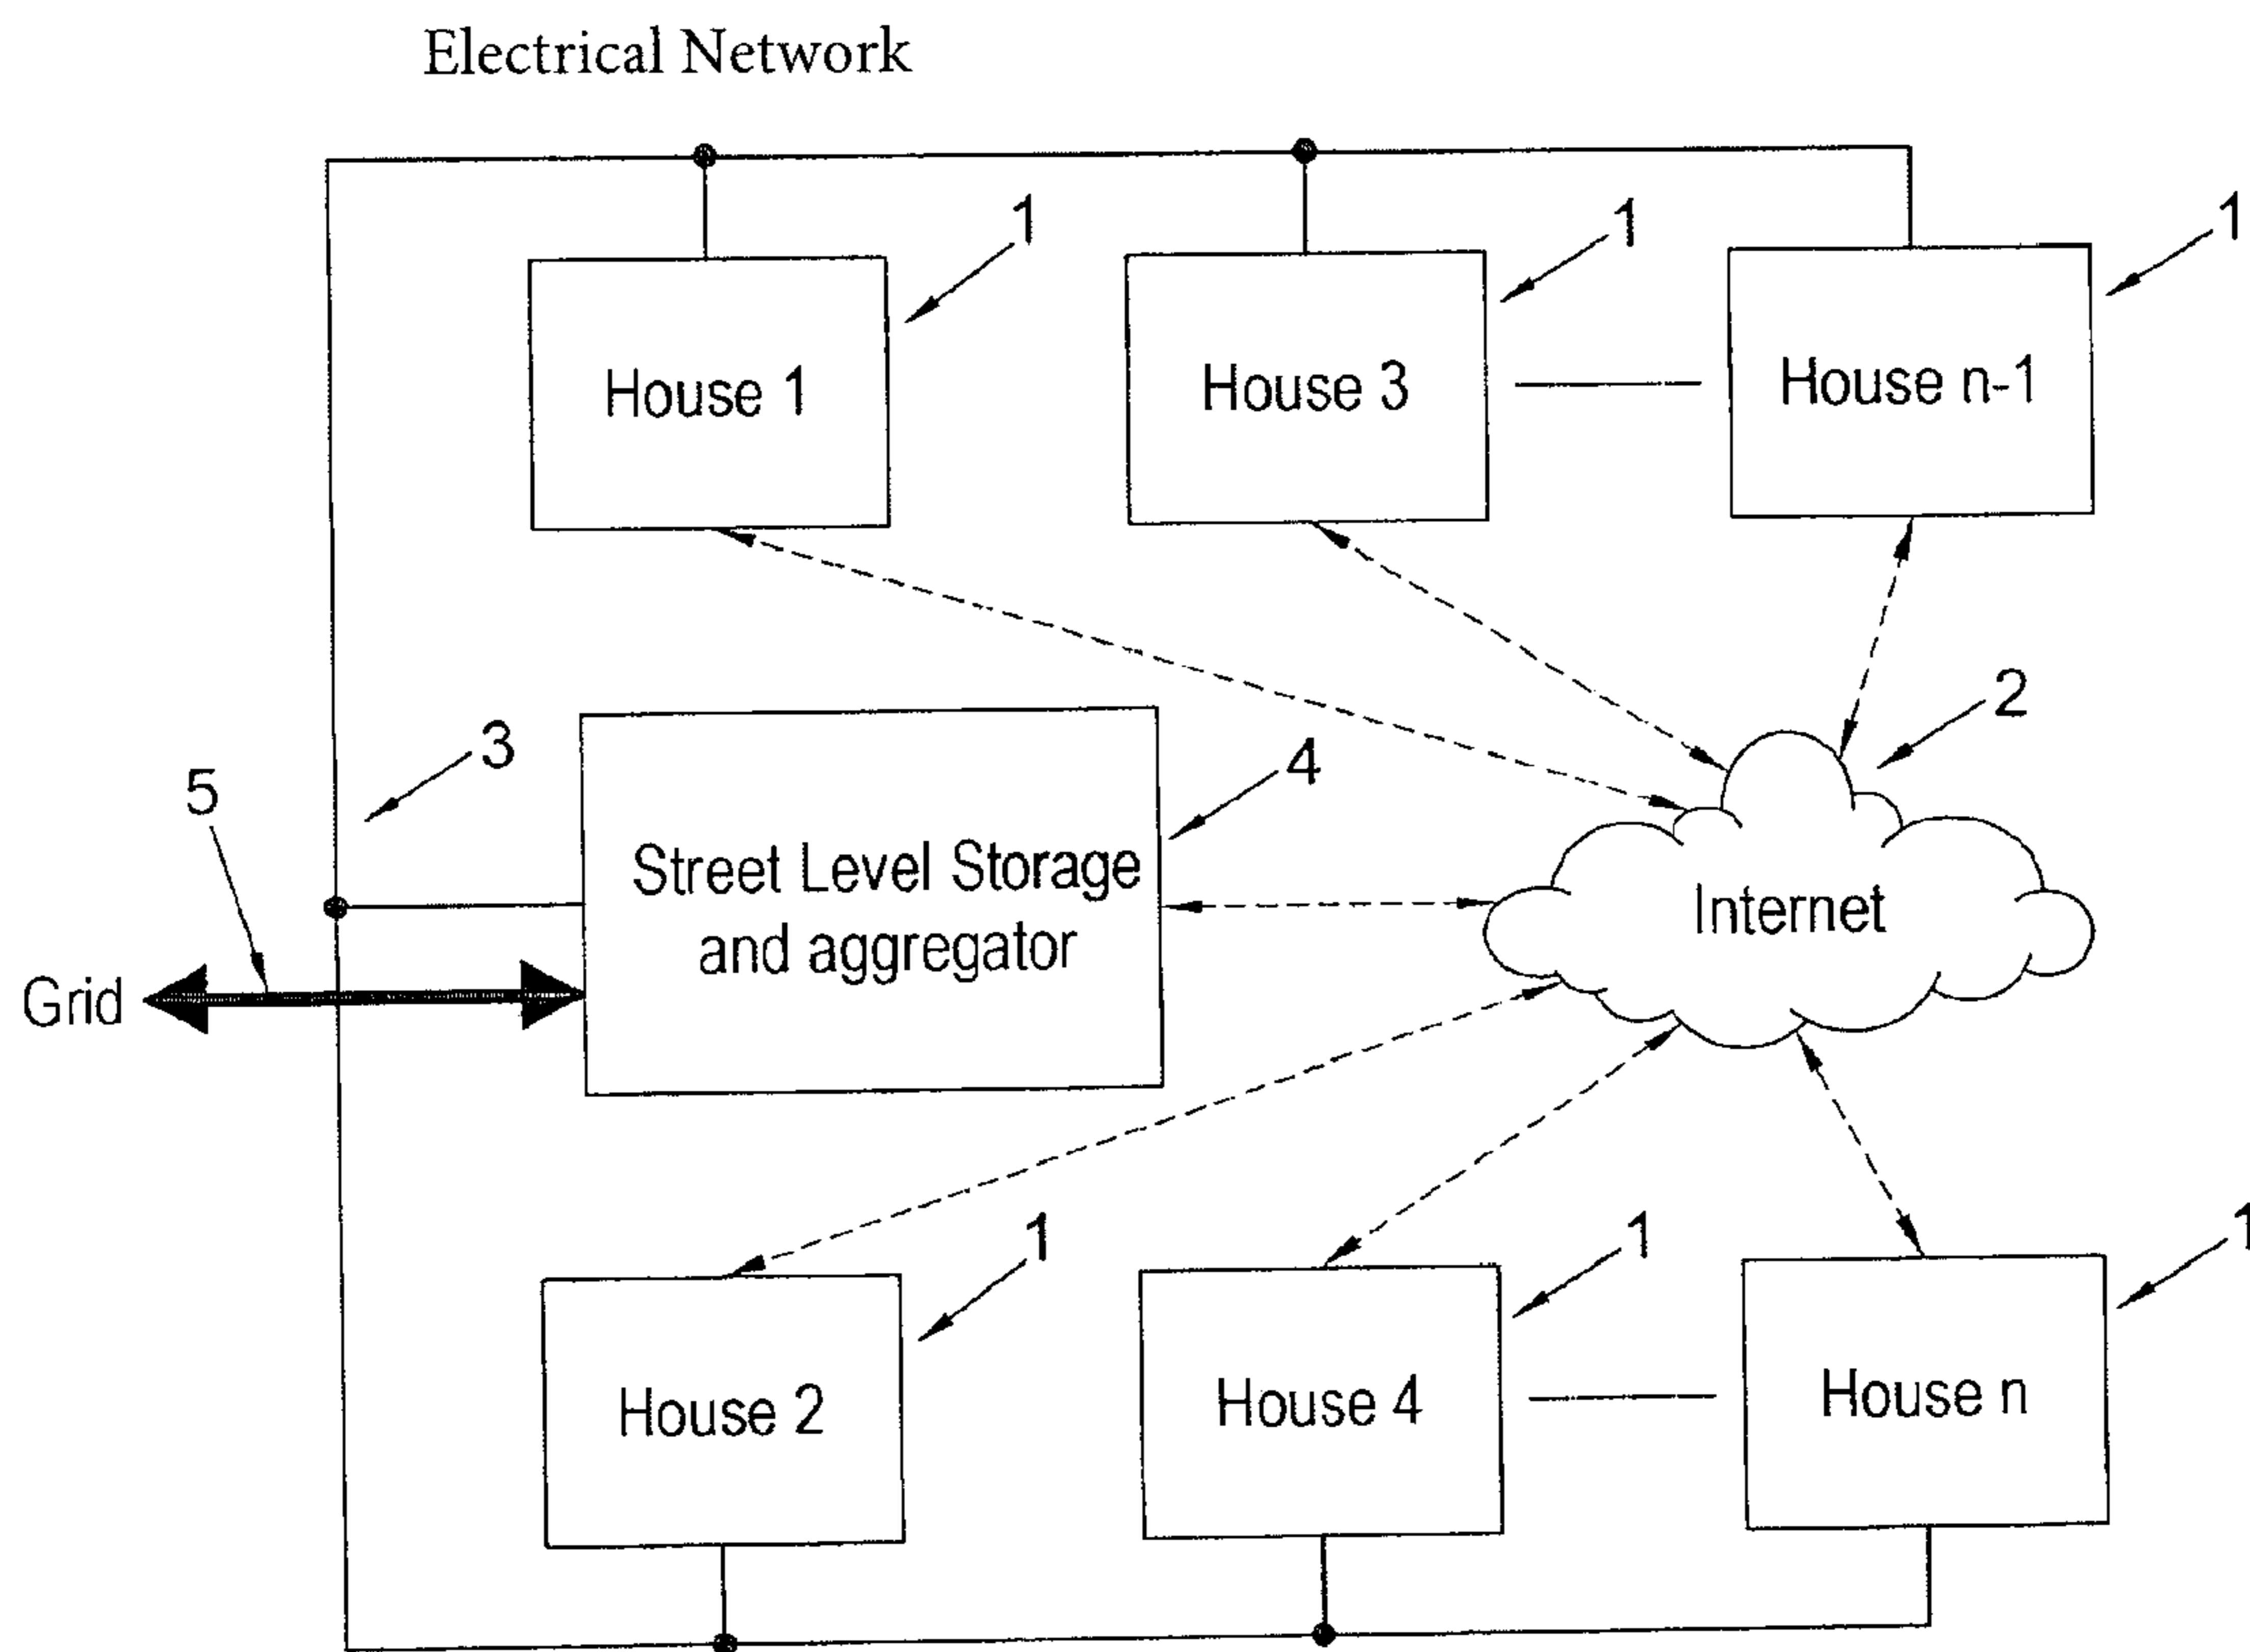 Electrical Network
1
1
1
House 1
House 3
House n-1
2
3
4
5
Street Level Storage
and aggregator
Internet
Grid
1
1
1
House 2
House 4
House n